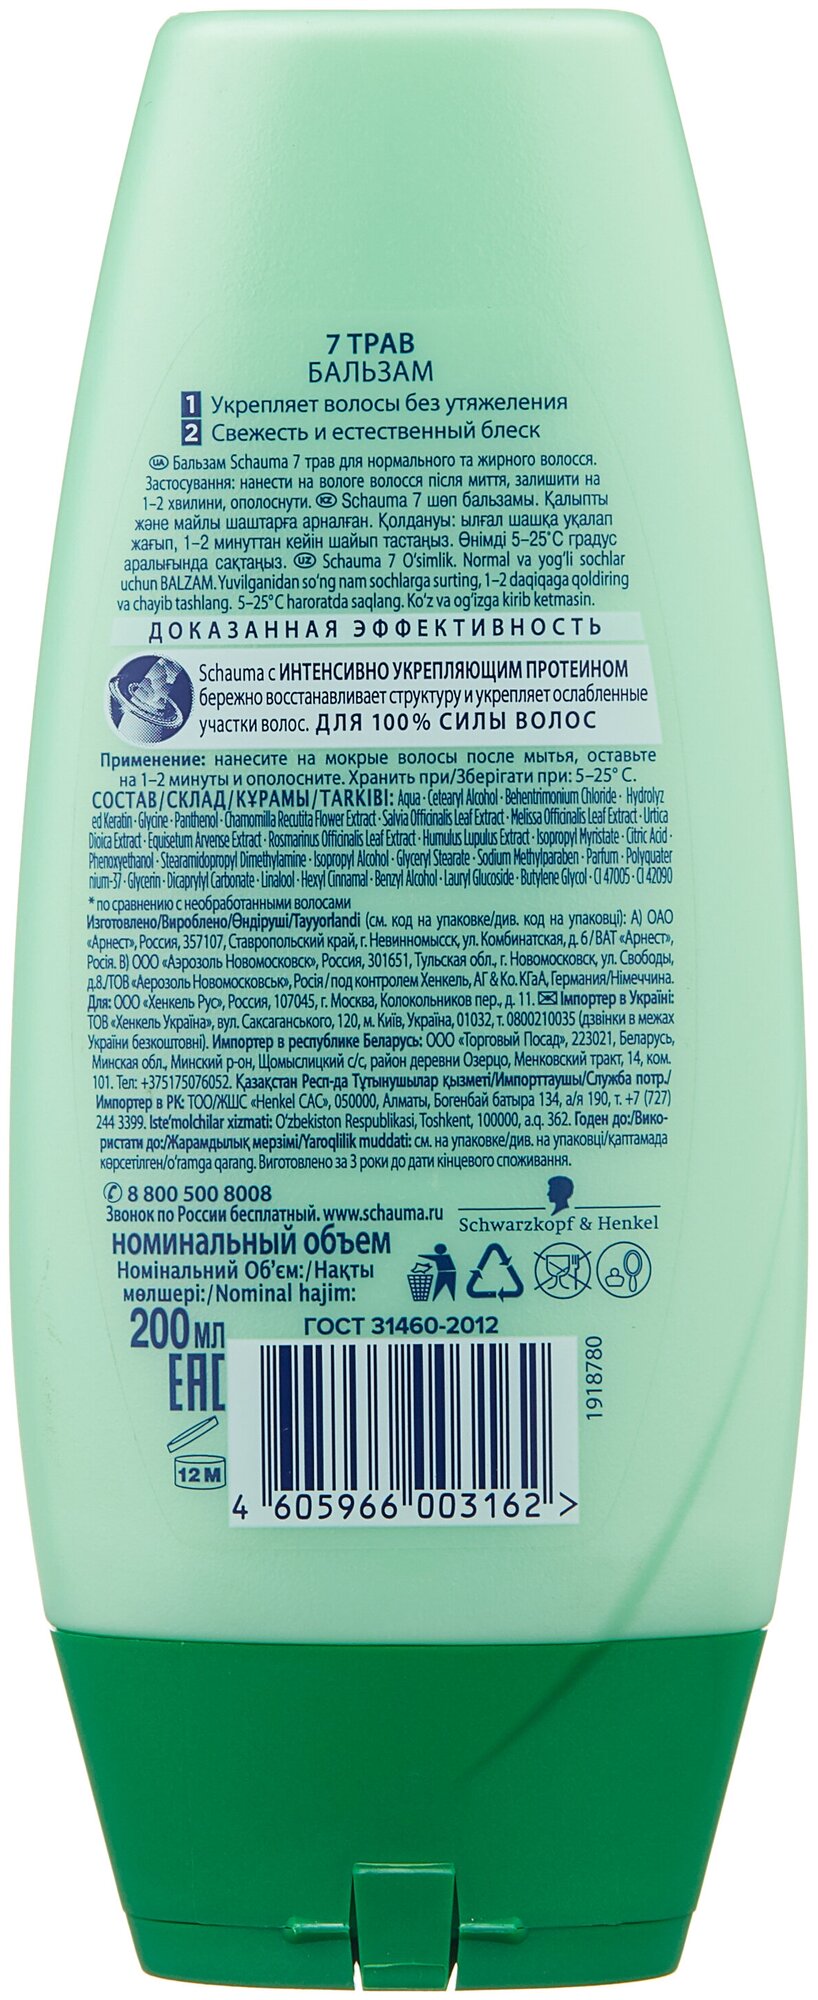 7 ТРАВ
БАЛЬЗАМ
1 Укрепляет волосы без утяжеления
2 Свежесть и естественный блеск
UA Бальзам Schauma 7 трав для нормального та жирного волосся.
Застосування: нанести на вологе волосся після миття, залишити на
1–2 хвилини, ополоснути. KZ Schauma 7 шөп бальзамы. Қалыпты
және майлы шаштарға арналған. Қолдануы: ылғал шашқа уқалап
жағып, 1–2 минуттан кейін шайып тастаңыз. Өнімді 5–25°C градус
аралығында сақтаңыз. UZ Schauma 7 O'simlik. Normal va yog'li sochlar
uchun BALZAM. Yuvilganidan so'ng nam sochlarga surting, 1–2 daqiqaga qoldiring
va chayib tashlang. 5–25°C haroratda saqlang. Ko'z va og'izga kirib ketmasin.
ДОКАЗАННАЯ ЭФФЕКТИВНОСТЬ
Schauma с ИНТЕНСИВНО УКРЕПЛЯЮЩИМ ПРОТЕИНОМ
бережно восстанавливает структуру и укрепляет ослабленные
участки волос. ДЛЯ 100% СИЛЫ ВОЛОС
Применение: нанесите на мокрые волосы после мытья, оставьте
на 1–2 минуты и ополосните. Хранить при/Зберігати при: 5–25° C.
СОСТАВ/СКЛАД/ҚҰРАМЫ/TARKIBI: Aqua · Cetearyl Alcohol · Behentrimonium Chloride · Hydrolyz
ed Keratin · Glycine · Panthenol · Chamomilla Recutita Flower Extract · Salvia Officinalis Leaf Extract · Melissa Officinalis Leaf Extract · Urtica
Dioica Extract · Equisetum Arvense Extract · Rosmarinus Officinalis Leaf Extract · Humulus Lupulus Extract · Isopropyl Myristate · Citric Acid ·
Phenoxyethanol · Stearamidopropyl Dimethylamine · Isopropyl Alcohol · Glyceryl Stearate · Sodium Methylparaben · Parfum · Polyquater
nium-37 · Glycerin · Dicaprylyl Carbonate · Linalool · Hexyl Cinnamal · Benzyl Alcohol · Lauryl Glucoside · Butylene Glycol · CI 47005 · CI 42090
* по сравнению с необработанными волосами
Изготовлено/Вироблено/Өндіруші/Tayyorlandi (см. код на упаковке/див. код на упаковці): А) ОАО
«Арнест», Россия, 357107, Ставропольский край, г. Невинномысск, ул. Комбинатская, д. 6/ВАТ «Арнест»,
Росія. В) ООО «Аэрозоль Новомосковск», Россия, 301651, Тульская обл., г. Новомосковск, ул. Свободы,
д.8./ТОВ «Аерозоль Новомосковськ», Росія / под контролем Хенкель, АГ & Ко. КГаА, Германия/Німеччина.
Для: ООО «Хенкель Рус», Россия, 107045, г. Москва, Колокольников пер., д. 11. ✉ Імпортер в Україні:
ТОВ «Хенкель Україна», вул. Саксаганського, 120, м. Київ, Україна, 01032, т. 0800210035 (дзвінки в межах
України безкоштовні). Импортер в республике Беларусь: ООО «Торговый Посад», 223021, Беларусь,
Минская обл., Минский р-он, Щомыслицкий с/с, район деревни Озерцо, Менковский тракт, 14, ком.
101. Тел: +375175076052. Қазақстан Респ-да Тұтынушылар қызметі/Импорттаушы/Служба потр./
Импортер в РК: ТОО/ЖШС «Henkel САС», 050000, Алматы, Богенбай батыра 134, а/я 190, т. +7 (727)
244 3399. Iste'molchilar xizmati: O'zbekiston Respublikasi, Toshkent, 100000, a.q. 362. Годен до:/Вико-
ристати до:/Жарамдылық мерзімі/Yaroqlilik muddati: см. на упаковке/див. на упаковці/қаптамада
көрсетілген/o'ramga qarang. Виготовлено за 3 роки до дати кінцевого споживання.
✆ 8 800 500 8008
Звонок по России бесплатный. www.schauma.ru
Schwarzkopf & Henkel
номинальный объем
Номінальний Об'єм:/Нақты
мөлшері:/Nominal hajim:
200 мл
ГОСТ 31460-2012
EAC
12 M
1918780
4 605966 003162 >